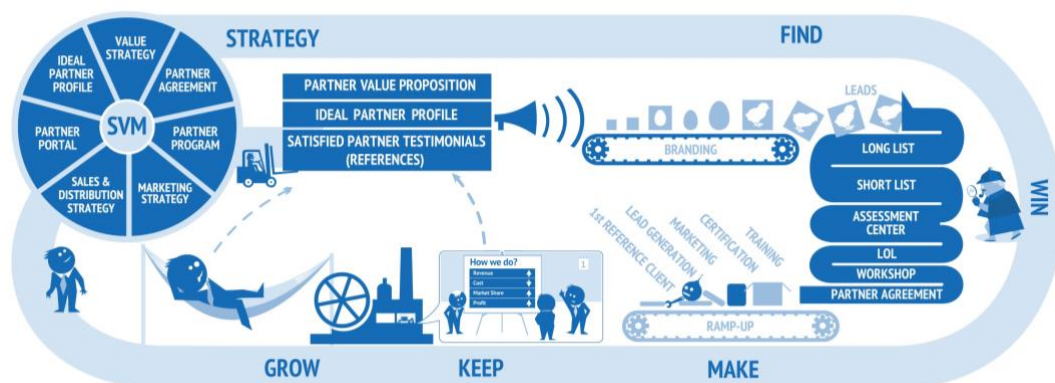 STRATEGY
FIND
VALUE
STRATEGY
PARTNER
AGREEMENT
PARTNER
PROGRAM
MARKETING
STRATEGY
SALES &
DISTRIBUTION
STRATEGY
PARTNER
PORTAL
IDEAL
PARTNER
PROFILE
SVM
PARTNER VALUE PROPOSITION
IDEAL PARTNER PROFILE
SATISFIED PARTNER TESTIMONIALS
(REFERENCES)
BRANDING
LEADS
LONG LIST
SHORT LIST
ASSESSMENT
CENTER
LOL
WORKSHOP
PARTNER AGREEMENT
WIN
1st REFERENCE CLIENT
LEAD GENERATION
MARKETING
CERTIFICATION
TRAINING
RAMP-UP
How we do?
Revenue
Cost
Market Share
Profit
1
GROW
KEEP
MAKE